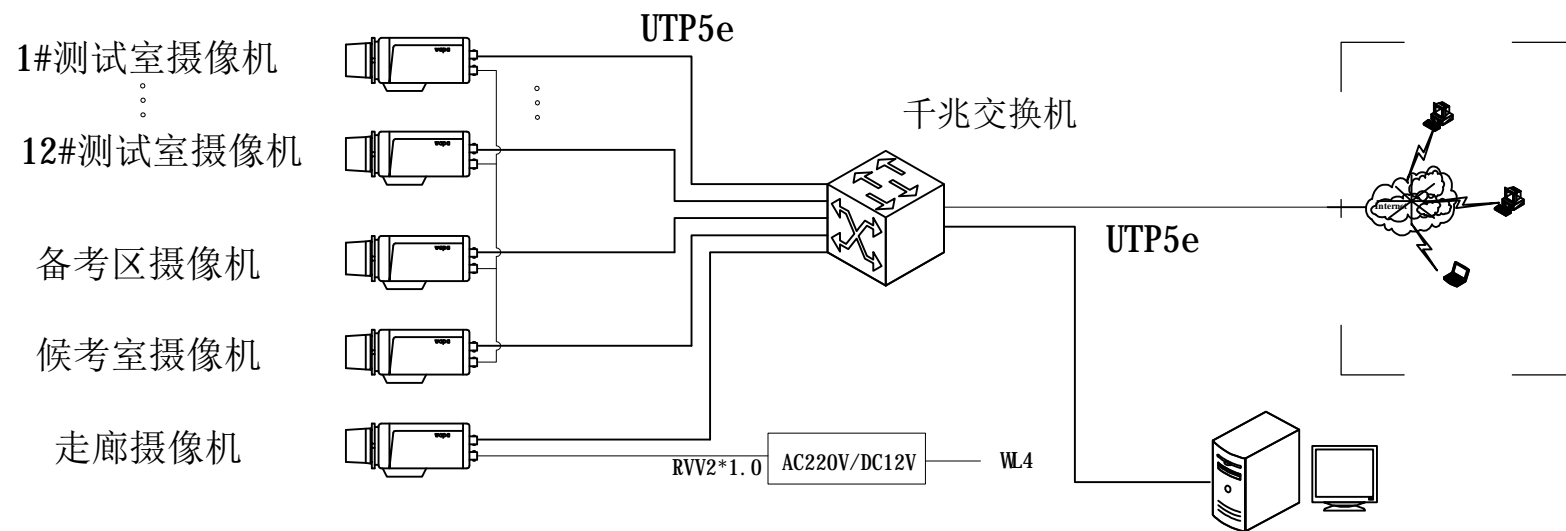 UTP5e
1#测试室摄像机
12#测试室摄像机
千兆交换机
备考区摄像机
Internet
UTP5e
候考室摄像机
走廊摄像机
RVV2*1.0
AC220V/DC12V
WL4